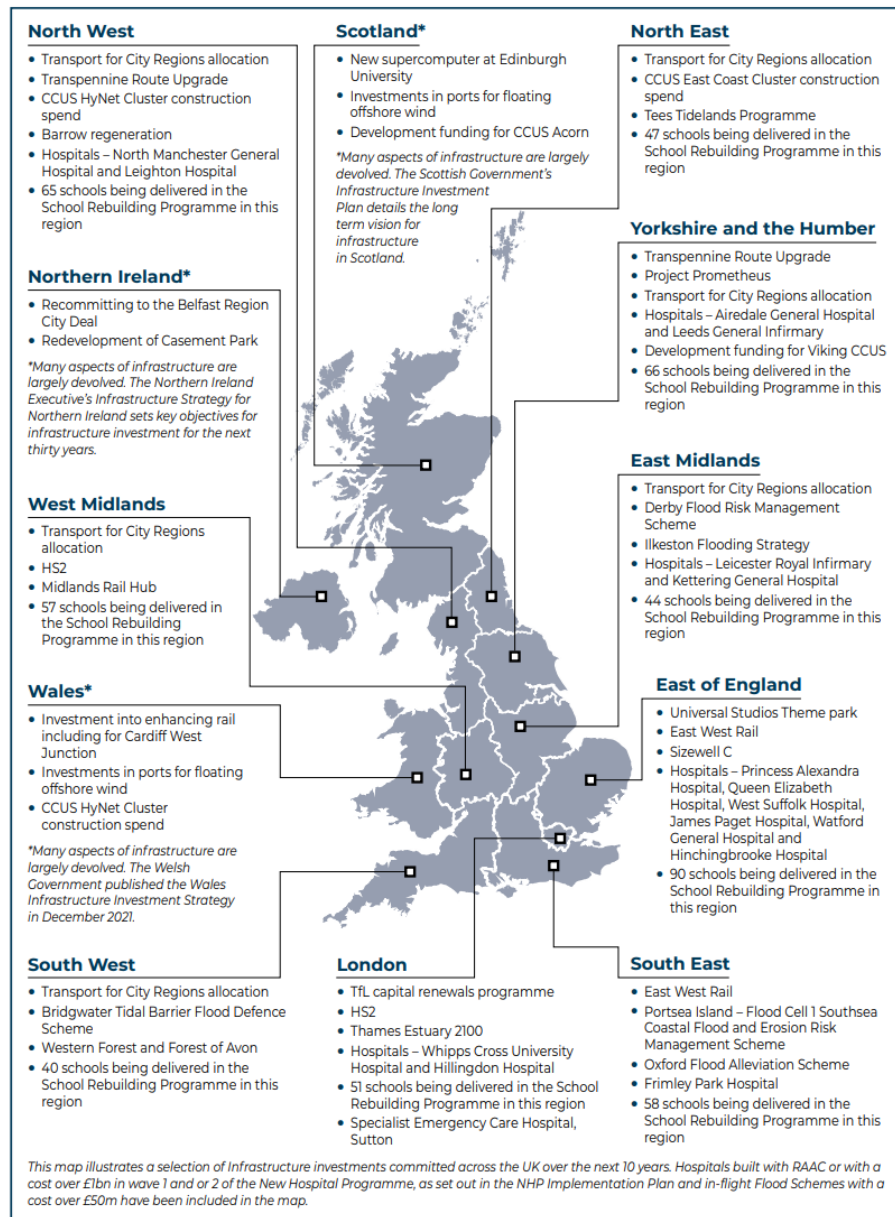 North West
• Transport for City Regions allocation
• Transpennine Route Upgrade
• CCUS HyNet Cluster construction
spend
• Barrow regeneration
• Hospitals – North Manchester General
Hospital and Leighton Hospital
• 65 schools being delivered in the
School Rebuilding Programme in this
region
Scotland*
• New supercomputer at Edinburgh
University
• Investments in ports for floating
offshore wind
• Development funding for CCUS Acorn
*Many aspects of infrastructure are largely
devolved. The Scottish Government's
Infrastructure Investment
Plan details the long
term vision for
infrastructure
in Scotland.
North East
• Transport for City Regions allocation
• CCUS East Coast Cluster construction
spend
• Tees Tidelands Programme
• 47 schools being delivered in the
School Rebuilding Programme in this
region
Northern Ireland*
• Recommitting to the Belfast Region
City Deal
• Redevelopment of Casement Park
*Many aspects of infrastructure are
largely devolved. The Northern Ireland
Executive's Infrastructure Strategy for
Northern Ireland sets key objectives for
infrastructure investment for the next
thirty years.
Yorkshire and the Humber
• Transpennine Route Upgrade
• Project Prometheus
• Transport for City Regions allocation
• Hospitals – Airedale General Hospital
and Leeds General Infirmary
• Development funding for Viking CCUS
• 66 schools being delivered in the
School Rebuilding Programme in this
region
West Midlands
• Transport for City Regions
allocation
• HS2
• Midlands Rail Hub
• 57 schools being delivered in
the School Rebuilding
Programme in this region
East Midlands
• Transport for City Regions allocation
• Derby Flood Risk Management
Scheme
• Ilkeston Flooding Strategy
• Hospitals – Leicester Royal Infirmary
and Kettering General Hospital
• 44 schools being delivered in the
School Rebuilding Programme in this
region
Wales*
• Investment into enhancing rail
including for Cardiff West
Junction
• Investments in ports for floating
offshore wind
• CCUS HyNet Cluster
construction spend
*Many aspects of infrastructure are
largely devolved. The Welsh
Government published the Wales
Infrastructure Investment Strategy
in December 2021.
East of England
• Universal Studios Theme park
• East West Rail
• Sizewell C
• Hospitals – Princess Alexandra
Hospital, Queen Elizabeth
Hospital, West Suffolk Hospital,
James Paget Hospital, Watford
General Hospital and
Hinchingbrooke Hospital
• 90 schools being delivered in the
School Rebuilding Programme in
this region
South West
• Transport for City Regions allocation
• Bridgwater Tidal Barrier Flood Defence
Scheme
• Western Forest and Forest of Avon
• 40 schools being delivered in the
School Rebuilding Programme in this
region
London
• TfL capital renewals programme
• HS2
• Thames Estuary 2100
• Hospitals – Whipps Cross University
Hospital and Hillingdon Hospital
• 51 schools being delivered in the School
Rebuilding Programme in this region
• Specialist Emergency Care Hospital,
Sutton
South East
• East West Rail
• Portsea Island – Flood Cell 1 Southsea
Coastal Flood and Erosion Risk
Management Scheme
• Oxford Flood Alleviation Scheme
• Frimley Park Hospital
• 58 schools being delivered in the
School Rebuilding Programme in this
region
This map illustrates a selection of Infrastructure investments committed across the UK over the next 10 years. Hospitals built with RAAC or with a
cost over £1bn in wave 1 and or 2 of the New Hospital Programme, as set out in the NHP Implementation Plan and in-flight Flood Schemes with a
cost over £50m have been included in the map.